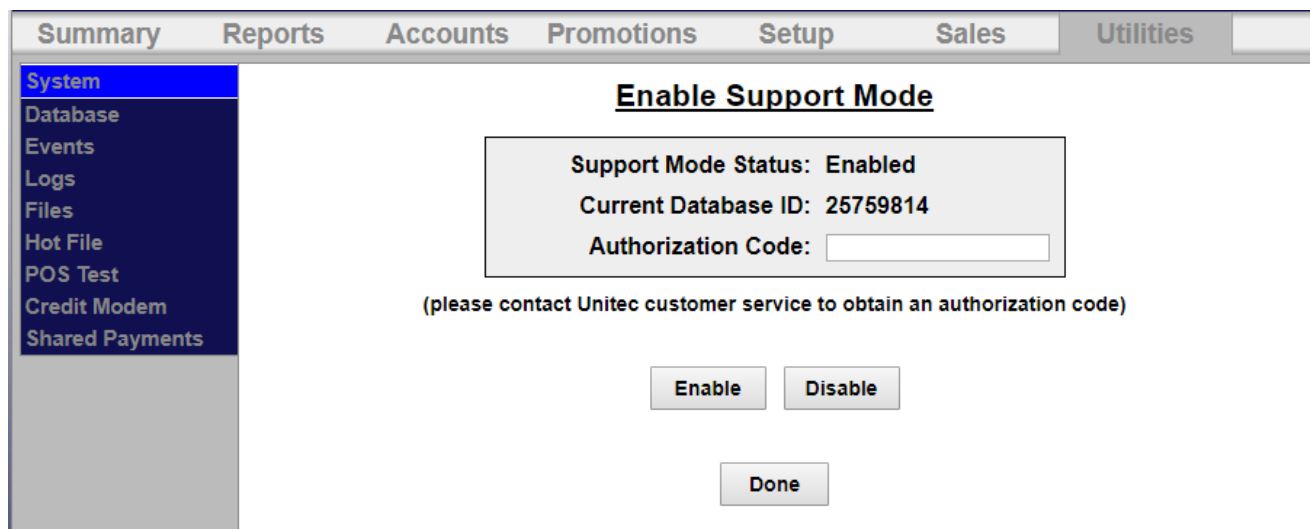 Summary Reports Accounts Promotions Setup Sales Utilities
System
Database
Events
Logs
Files
Hot File
POS Test
Credit Modem
Shared Payments
Enable Support Mode
Support Mode Status: Enabled
Current Database ID: 25759814
Authorization Code:
(please contact Unitec customer service to obtain an authorization code)
Enable Disable
Done